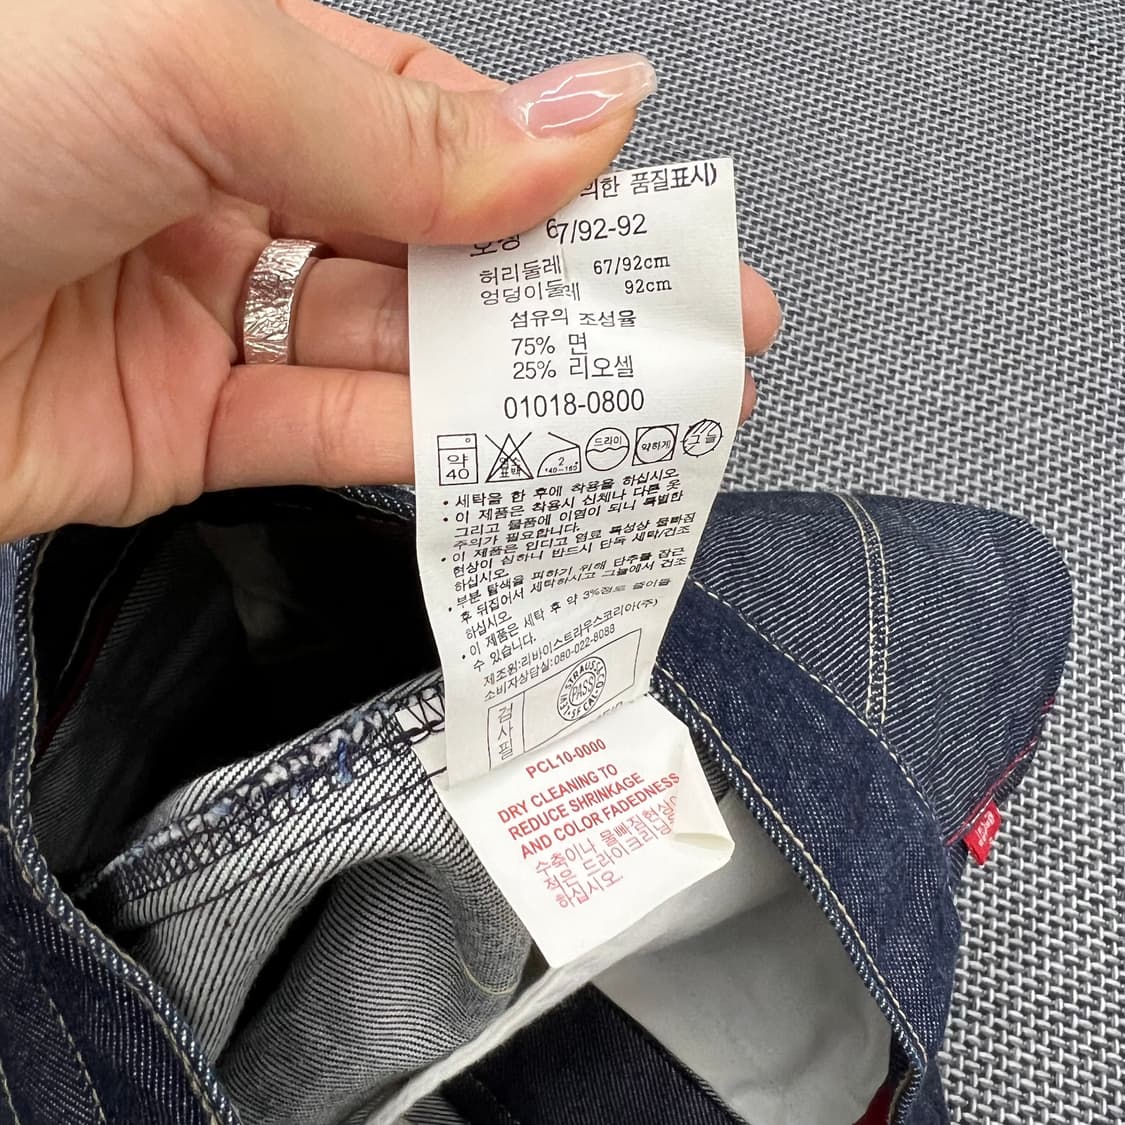 의한 품질표시)
호칭 67/92-92
허리둘레 67/92cm
엉덩이둘레 92cm
섬유의 조성율
75% 면
25% 리오셀
01018-0800
약 40 염소 표백 2 140-160 드라이 약하게 그늘
• 세탁을 한 후에 착용을 하십시오.
• 이 제품은 착용시 신체나 다른 옷
그리고 물품에 이염이 되니 특별한
주의가 필요합니다.
• 이 제품은 인디고 염료 특성상 물빠짐
현상이 심하니 반드시 단독 세탁/건조
하십시오.
• 부분 탈색을 피하기 위해 단추를 잠근
후 뒤집어서 세탁하시고 그늘에서 건조
하십시오.
• 이 제품은 세탁 후 약 3%정도 줄어들
수 있습니다.
제조원:리바이스트라우스코리아(주)
소비자상담실:080-022-8088
검사필
LEVI STRAUSS & CO. S.F. CAL. PASS
PCL10-0000
DRY CLEANING TO
REDUCE SHRINKAGE
AND COLOR FADEDNESS
수축이나 물빠짐현상이
적은 드라이크리닝을
하십시오.